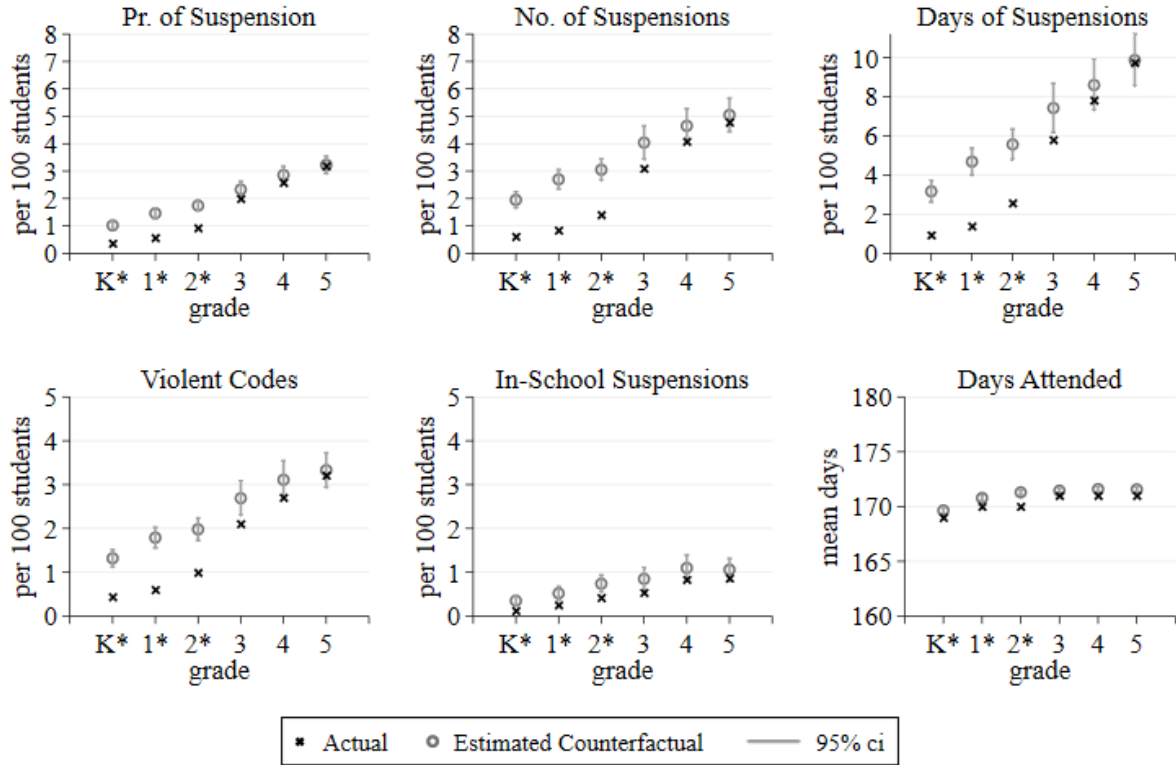 Pr. of Suspension
per 100 students
8
7
6
5
4
3
2
1
0
K* 1* 2* 3 4 5
grade
No. of Suspensions
per 100 students
8
7
6
5
4
3
2
1
0
K* 1* 2* 3 4 5
grade
Days of Suspensions
per 100 students
10
8
6
4
2
0
K* 1* 2* 3 4 5
grade
Violent Codes
per 100 students
5
4
3
2
1
0
K* 1* 2* 3 4 5
grade
In-School Suspensions
per 100 students
5
4
3
2
1
0
K* 1* 2* 3 4 5
grade
Days Attended
mean days
180
175
170
165
160
K* 1* 2* 3 4 5
grade
Actual Estimated Counterfactual 95% ci